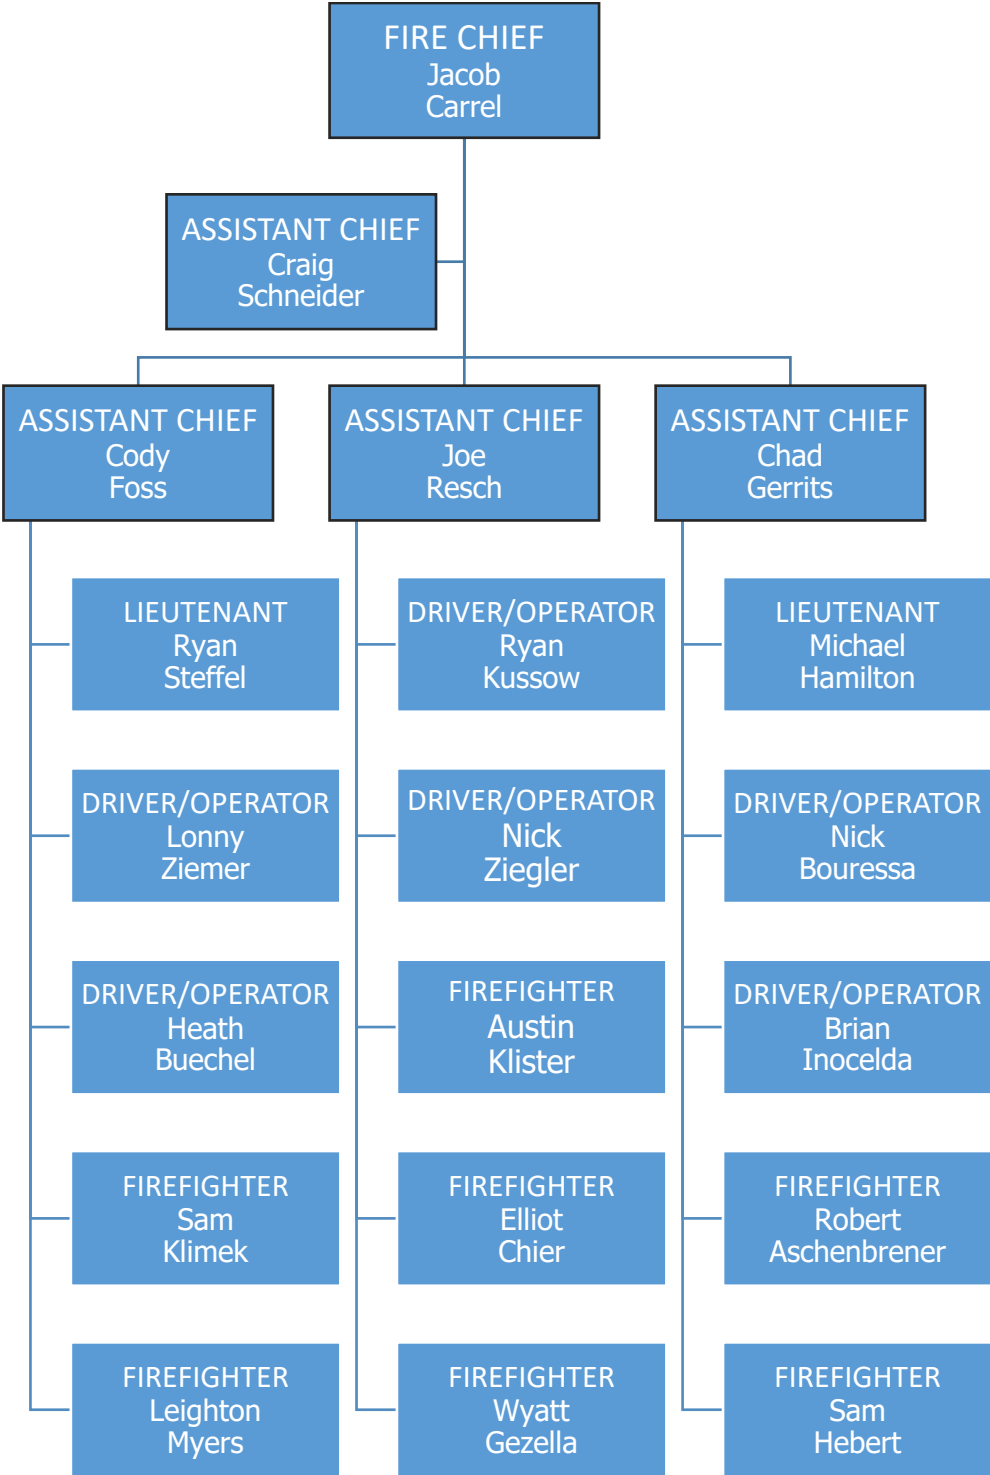 FIRE CHIEF
Jacob
Carrel
ASSISTANT CHIEF
Craig
Schneider
ASSISTANT CHIEF
Cody
Foss
ASSISTANT CHIEF
Joe
Resch
ASSISTANT CHIEF
Chad
Gerrits
LIEUTENANT
Ryan
Steffel
DRIVER/OPERATOR
Ryan
Kussow
LIEUTENANT
Michael
Hamilton
DRIVER/OPERATOR
Lonny
Ziemer
DRIVER/OPERATOR
Nick
Ziegler
DRIVER/OPERATOR
Nick
Bouressa
DRIVER/OPERATOR
Heath
Buechel
FIREFIGHTER
Austin
Klister
DRIVER/OPERATOR
Brian
Inocelda
FIREFIGHTER
Sam
Klimek
FIREFIGHTER
Elliot
Chier
FIREFIGHTER
Robert
Aschenbrener
FIREFIGHTER
Leighton
Myers
FIREFIGHTER
Wyatt
Gezella
FIREFIGHTER
Sam
Hebert